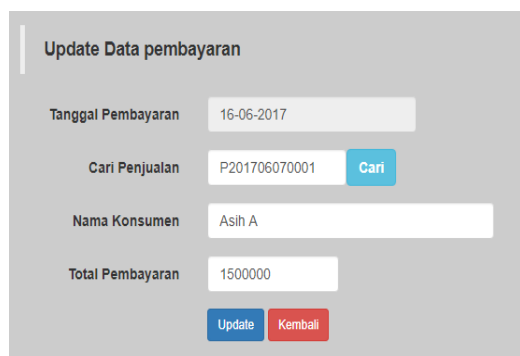 Update Data pembayaran
Tanggal Pembayaran 16-06-2017
Cari Penjualan P201706070001 Cari
Nama Konsumen Asih A
Total Pembayaran 1500000
Update Kembali